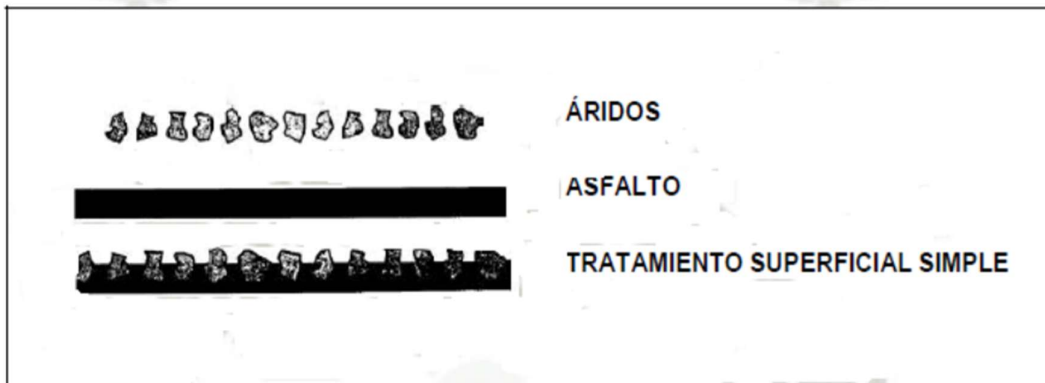 ÁRIDOS
ASFALTO
TRATAMIENTO SUPERFICIAL SIMPLE